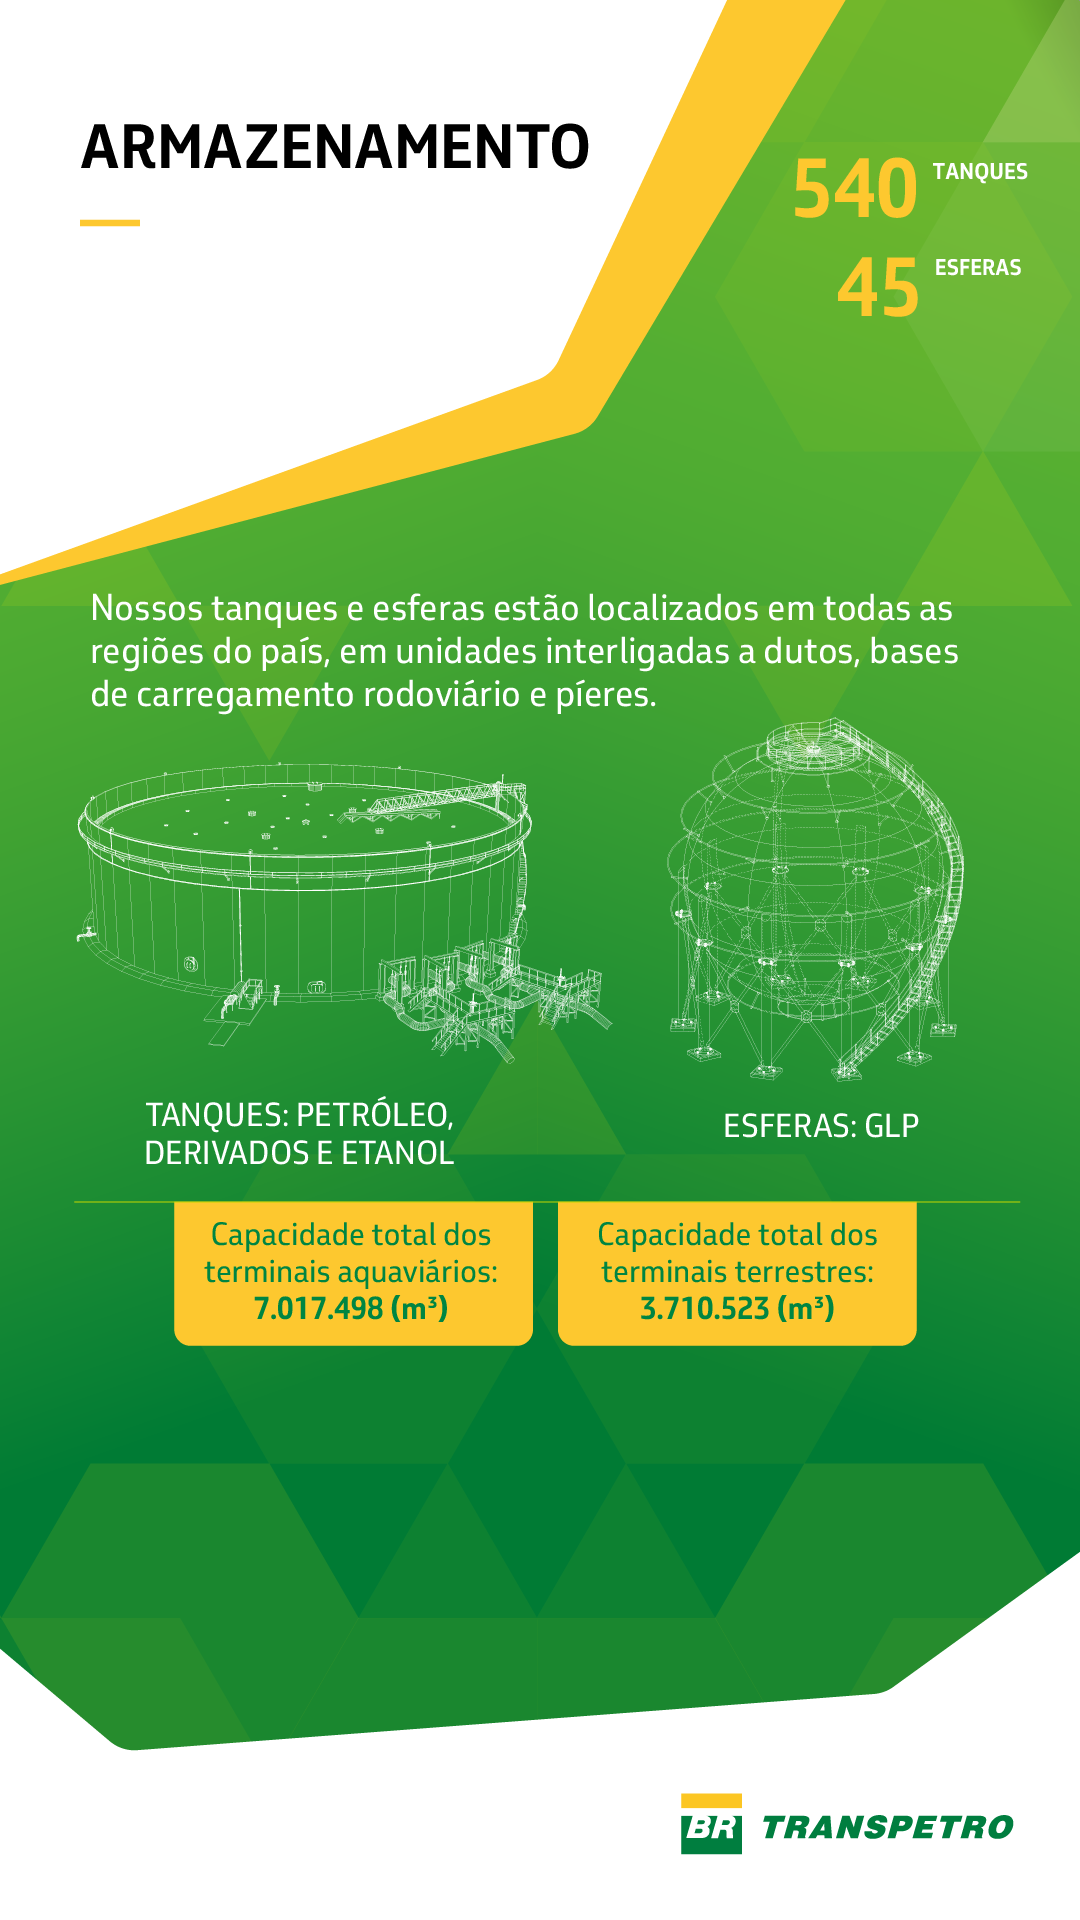 ARMAZENAMENTO
540 TANQUES
45 ESFERAS
Nossos tanques e esferas estão localizados em todas as
regiões do país, em unidades interligadas a dutos, bases
de carregamento rodoviário e píeres.
TANQUES: PETRÓLEO,
DERIVADOS E ETANOL
ESFERAS: GLP
Capacidade total dos
terminais aquaviários:
7.017.498 (m³)
Capacidade total dos
terminais terrestres:
3.710.523 (m³)
BR TRANSPETRO